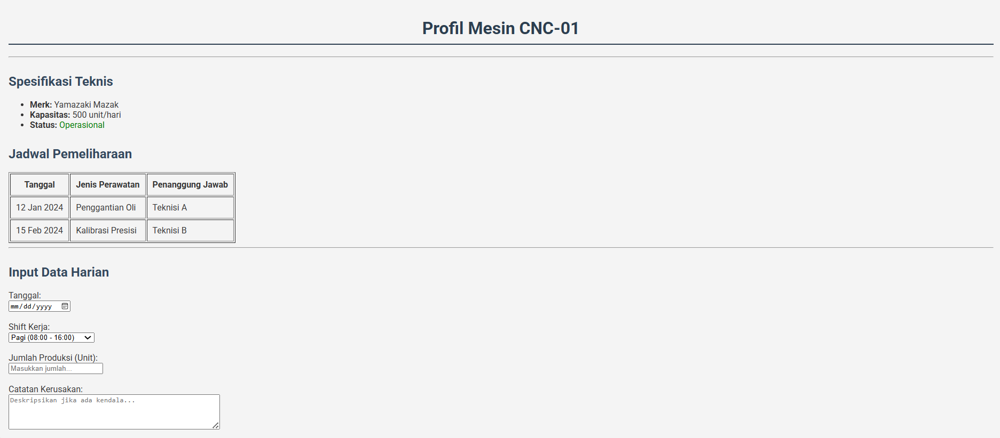 Profil Mesin CNC-01
Spesifikasi Teknis
Merk: Yamazaki Mazak
Kapasitas: 500 unit/hari
Status: Operasional
Jadwal Pemeliharaan
Tanggal Jenis Perawatan Penanggung Jawab
12 Jan 2024 Penggantian Oli Teknisi A
15 Feb 2024 Kalibrasi Presisi Teknisi B
Input Data Harian
Tanggal:
mm/dd/yyyy
Shift Kerja:
Pagi (08:00 - 16:00)
Jumlah Produksi (Unit):
Masukkan jumlah...
Catatan Kerusakan:
Deskripsikan jika ada kendala...